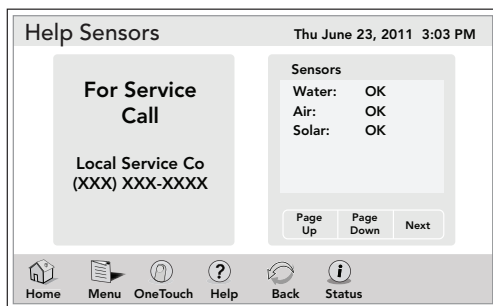 Help Sensors
Thu June 23, 2011 3:03 PM
For Service
Call
Local Service Co
(XXX) XXX-XXXX
Sensors
Water: OK
Air: OK
Solar: OK
Page Up
Page Down
Next
Home
Menu
OneTouch
Help
Back
Status